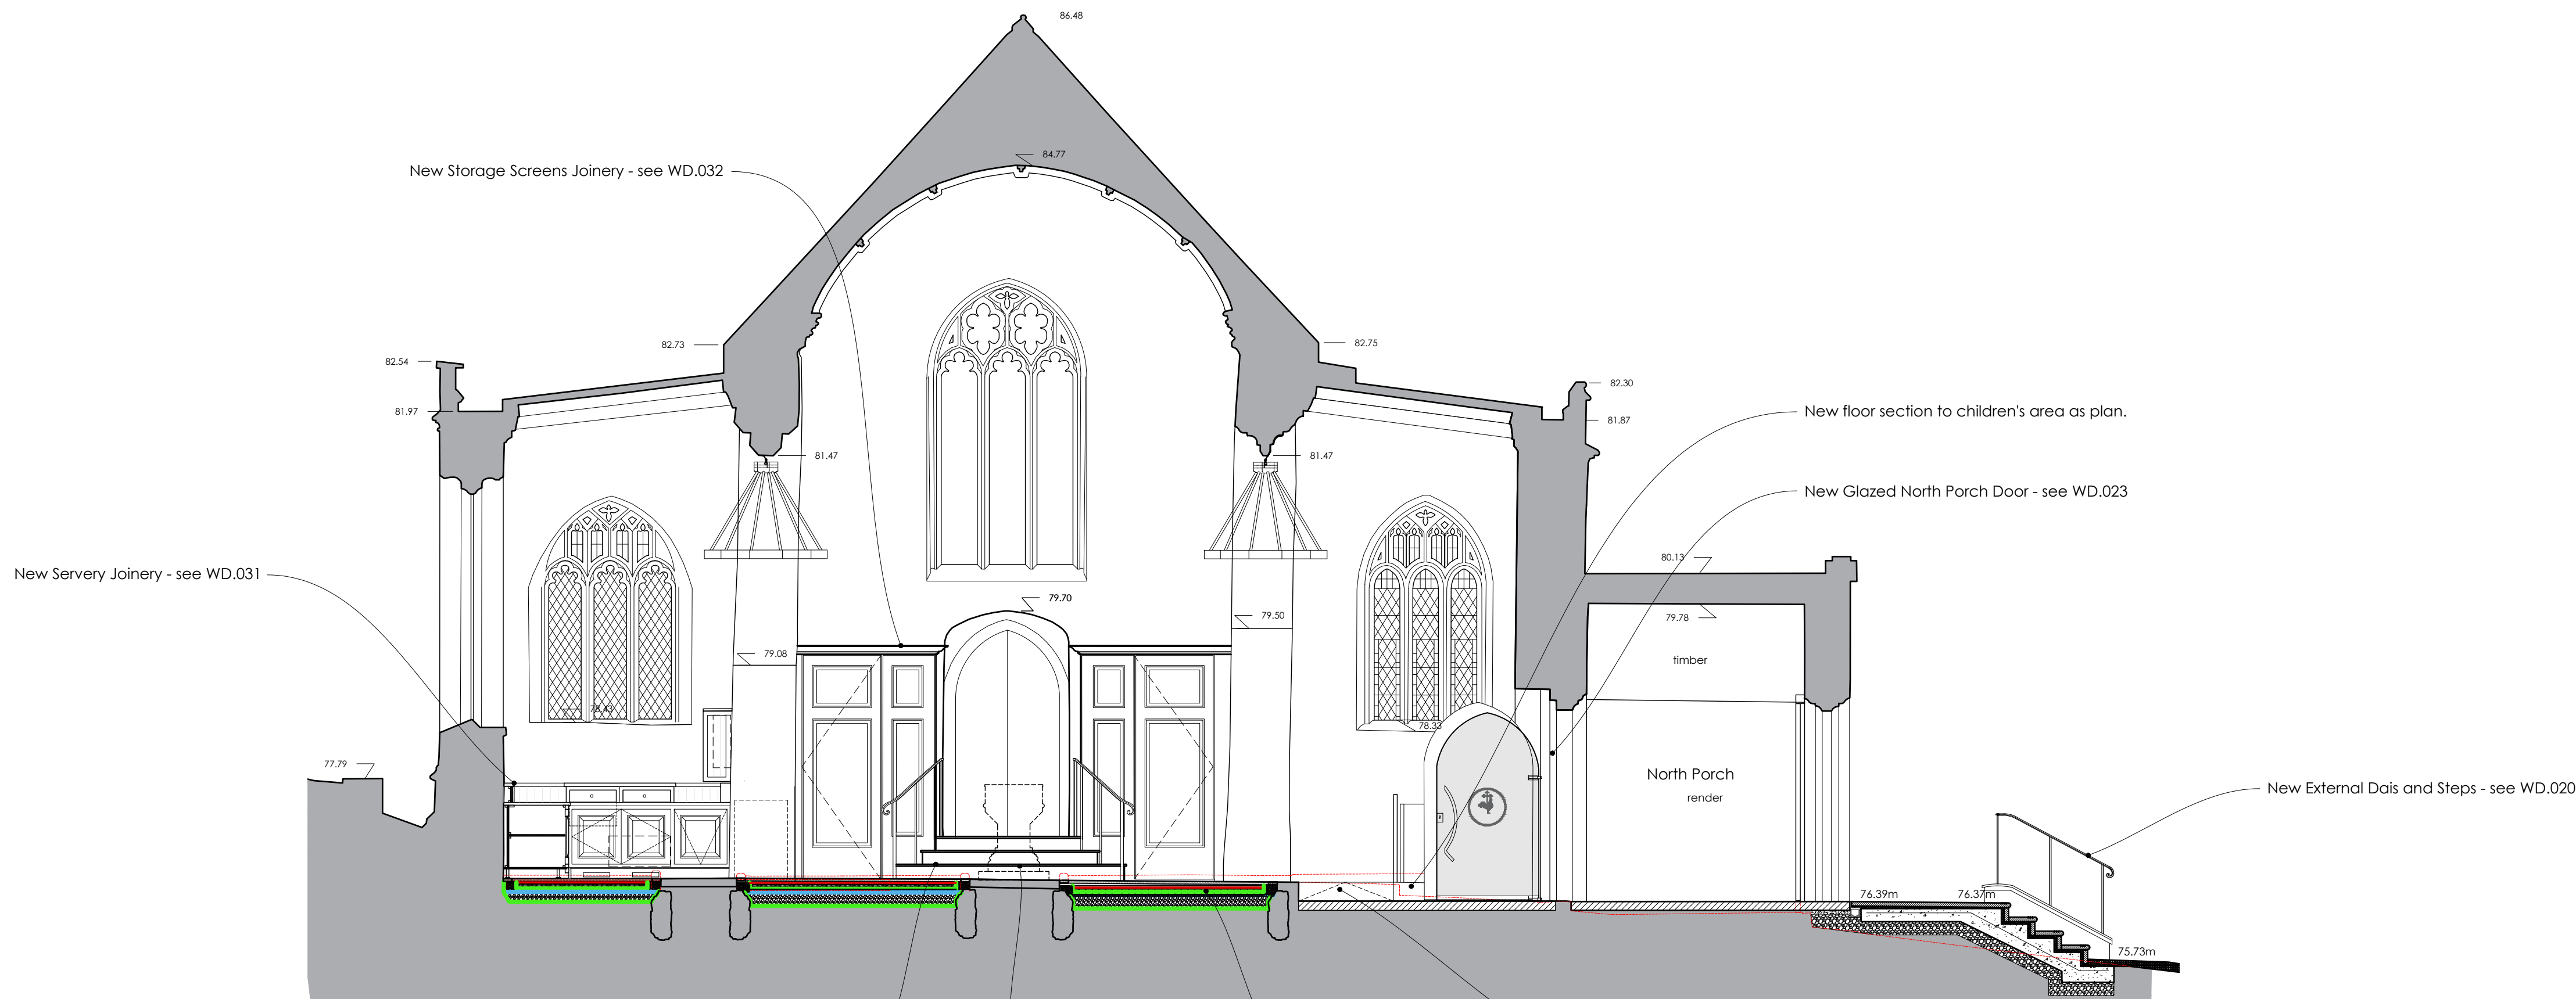 86.48
84.77
New Storage Screens Joinery - see WD.032
82.73
82.75
82.54
82.30
81.97
81.87
New floor section to children's area as plan.
81.47
81.47
New Glazed North Porch Door - see WD.023
80.13
New Servery Joinery - see WD.031
79.70
79.50
79.78
79.08
timber
78.43
78.33
77.79
North Porch
render
New External Dais and Steps - see WD.020
76.39m
76.37m
75.73m